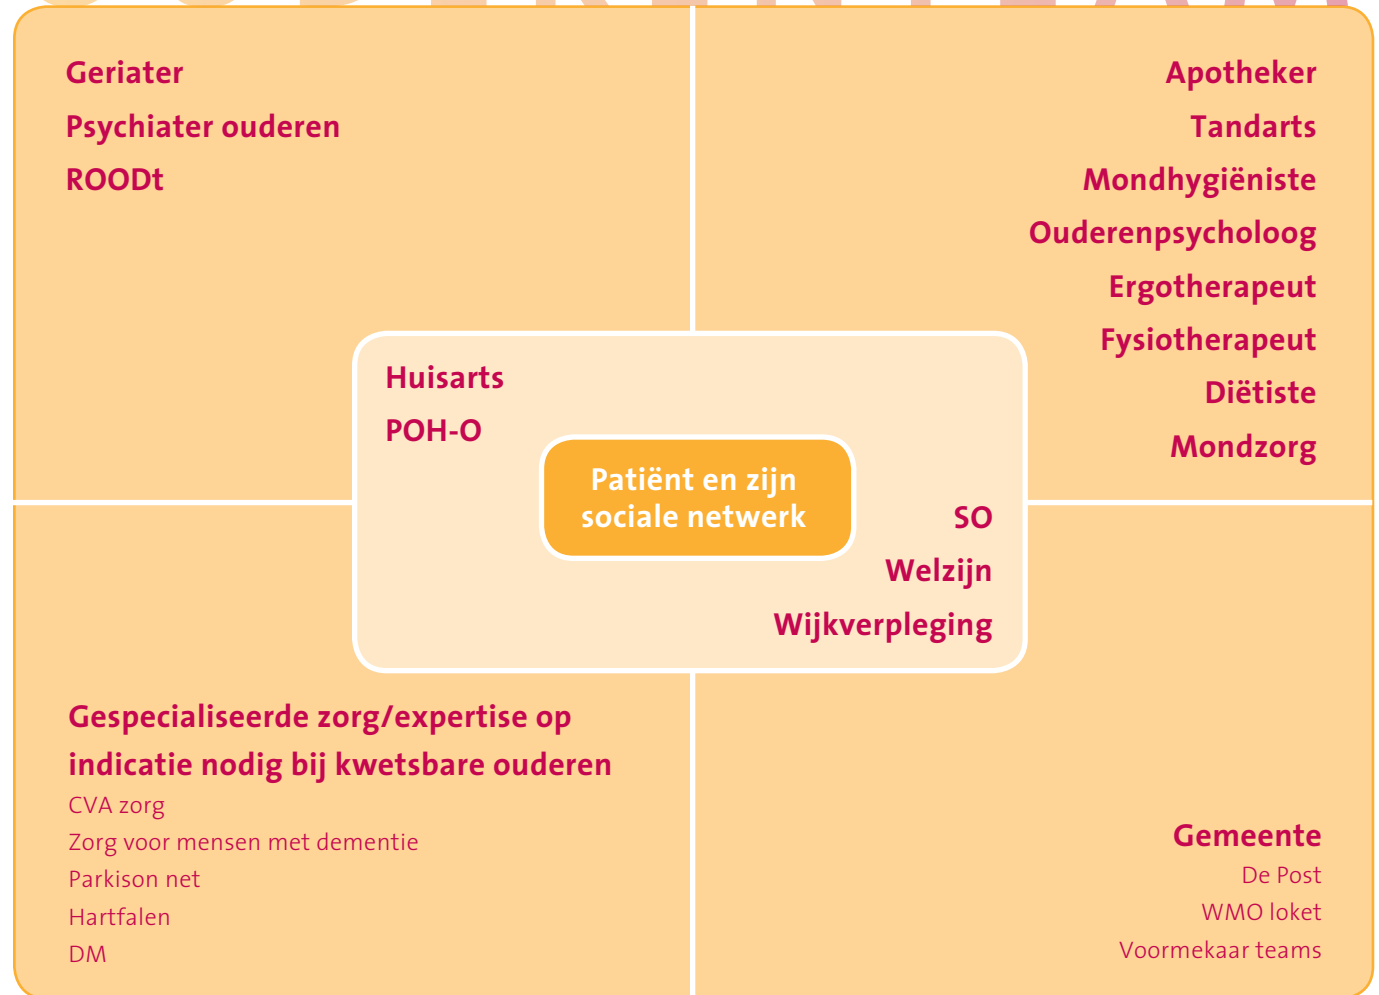 Geriater
Psychiater ouderen
ROODt
Apotheker
Tandarts
Mondhygiëniste
Ouderenpsycholoog
Ergotherapeut
Fysiotherapeut
Diëtiste
Mondzorg
Huisarts
POH-O
Patiënt en zijn
sociale netwerk
SO
Welzijn
Wijkverpleging
Gespecialiseerde zorg/expertise op
indicatie nodig bij kwetsbare ouderen
CVA zorg
Zorg voor mensen met dementie
Parkison net
Hartfalen
DM
Gemeente
De Post
WMO loket
Voormekaar teams